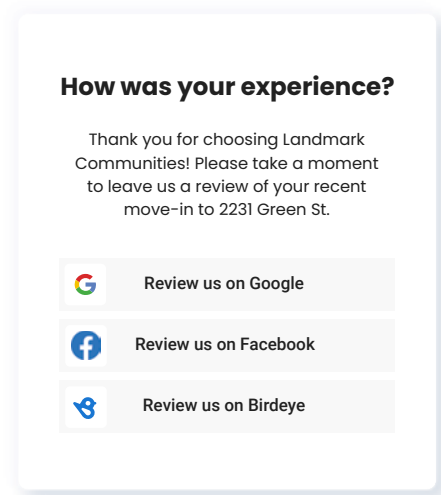 How was your experience?
Thank you for choosing Landmark
Communities! Please take a moment
to leave us a review of your recent
move-in to 2231 Green St.
Review us on Google
Review us on Facebook
Review us on Birdeye